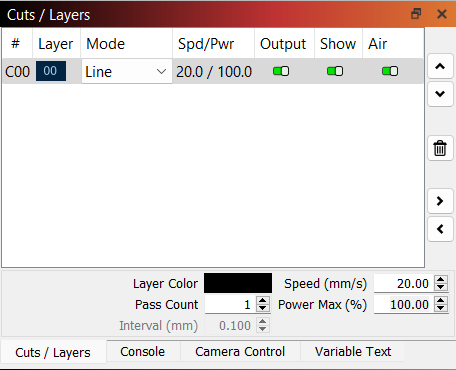 Cuts / Layers
# Layer Mode Spd/Pwr Output Show Air
C00 00 Line 20.0 / 100.0
Layer Color Speed (mm/s) 20.00
Pass Count 1 Power Max (%) 100.00
Interval (mm) 0.100
Cuts / Layers Console Camera Control Variable Text